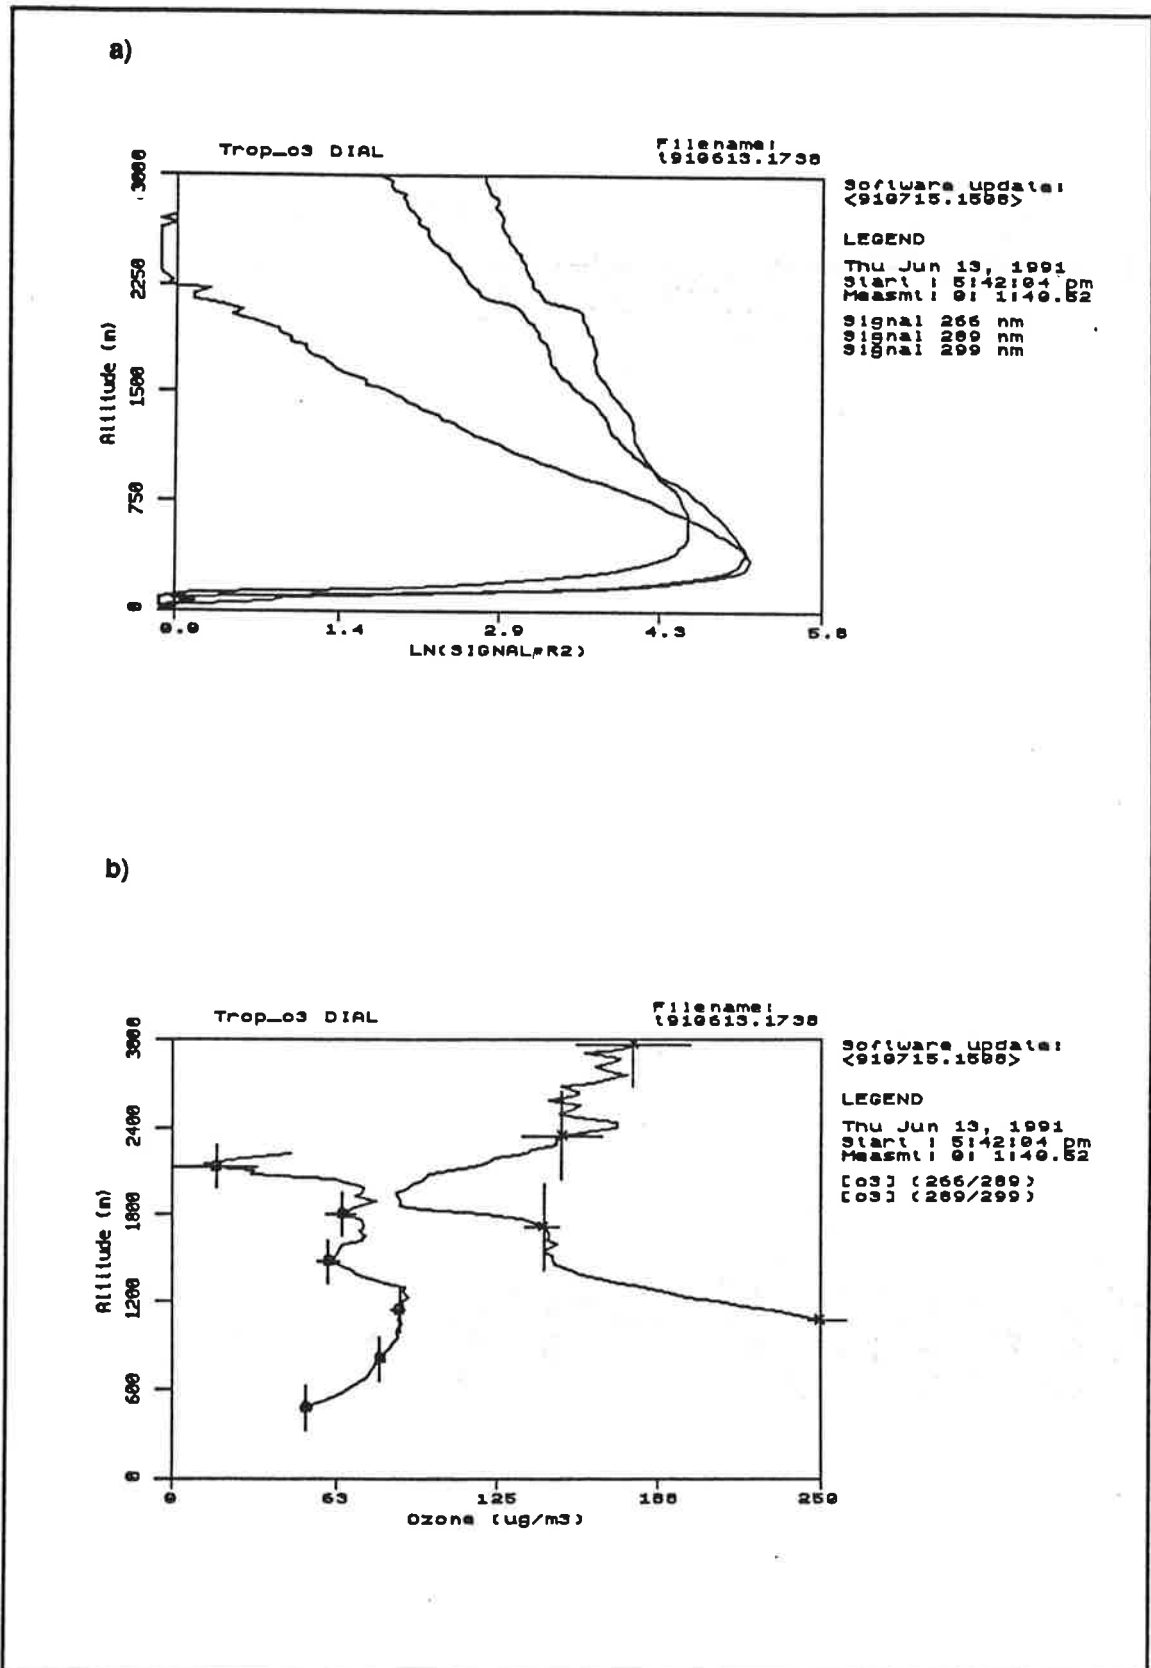 a)
Trop_o3 DIAL
Filename:
t910613.1738
3000
2250
1500
750
0
Altitude (m)
0.0
1.4
2.9
4.3
5.8
LN(SIGNAL*R2)
Software update:
<910715.1508>
LEGEND
Thu Jun 13, 1991
Start : 5:42:04 pm
Measmt: 0: 1:40.52
Signal 266 nm
Signal 289 nm
Signal 299 nm
b)
Trop_o3 DIAL
Filename:
t910613.1738
3000
2400
1800
1200
600
0
Altitude (m)
0
63
125
188
250
Ozone (ug/m3)
Software update:
<910715.1508>
LEGEND
Thu Jun 13, 1991
Start : 5:42:04 pm
Measmt: 0: 1:40.52
[o3] (266/289)
[o3] (289/299)